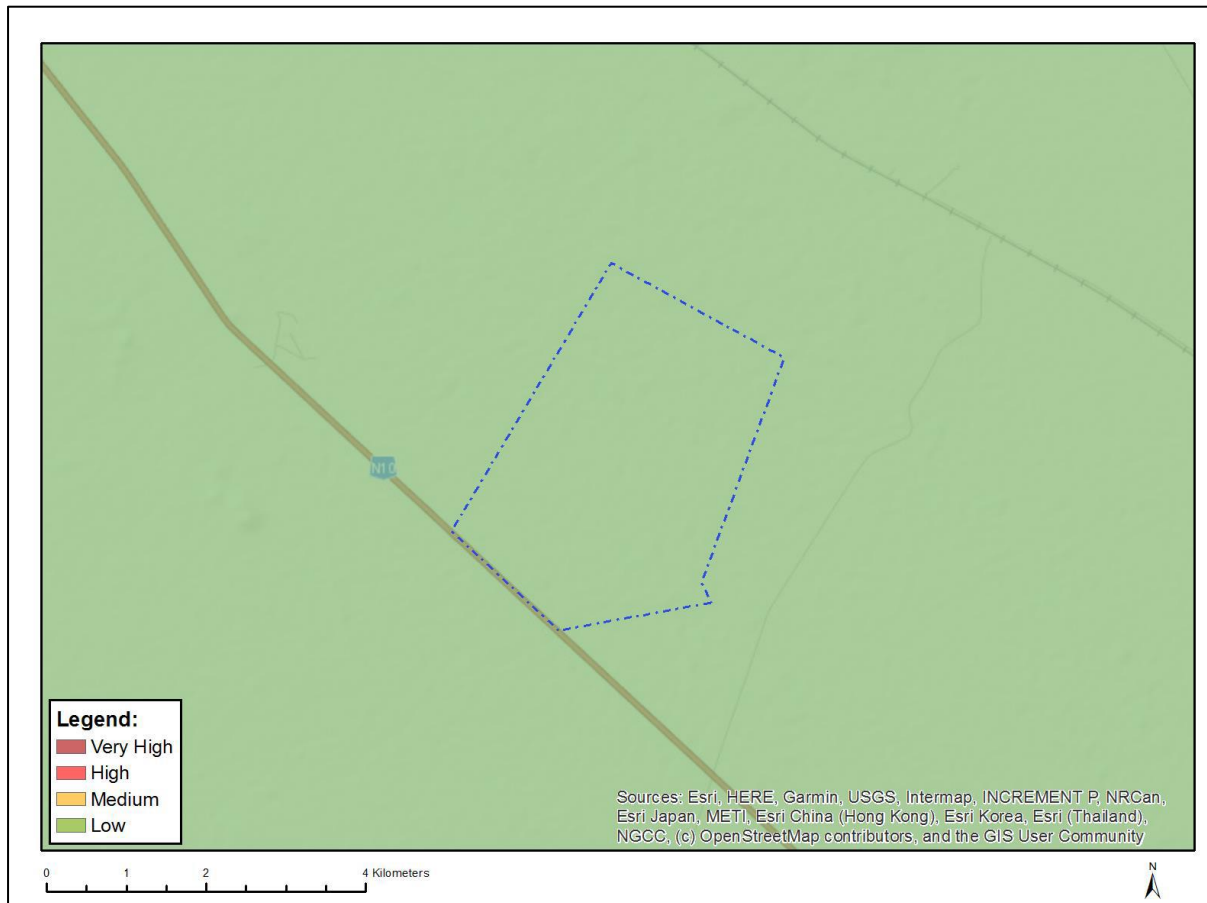 N10
Legend:
Very High
High
Medium
Low
Sources: Esri, HERE, Garmin, USGS, Intermap, INCREMENT P, NRCan,
Esri Japan, METI, Esri China (Hong Kong), Esri Korea, Esri (Thailand),
NGCC, (c) OpenStreetMap contributors, and the GIS User Community
0 1 2 4 Kilometers
N